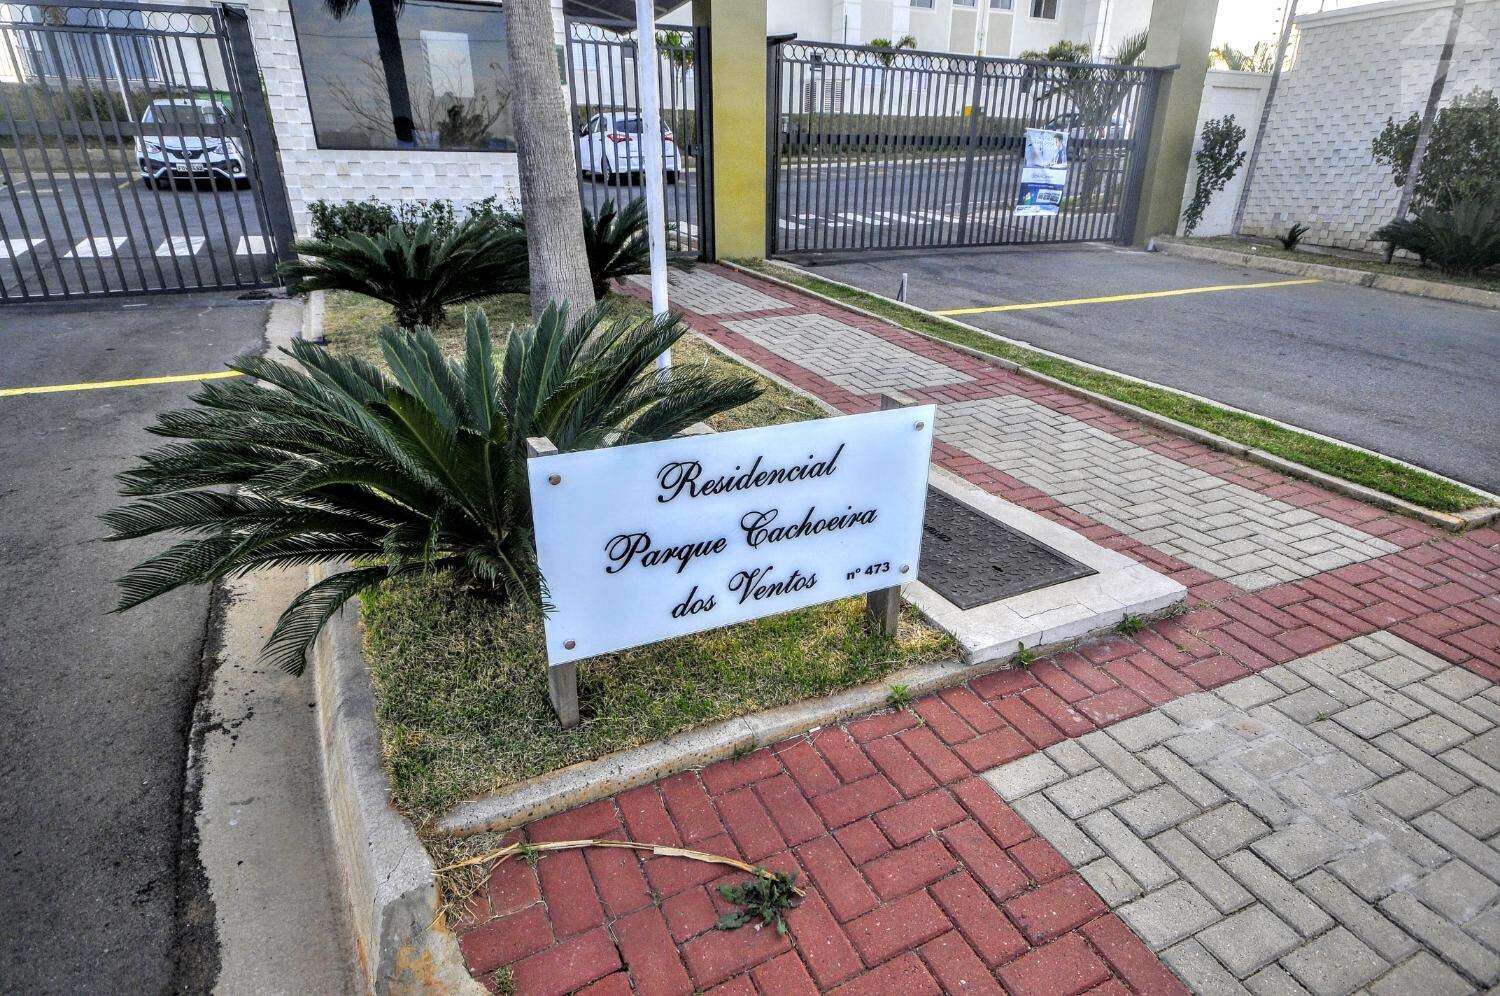 Residencial
Parque Cachoeira
dos Ventos nº 473